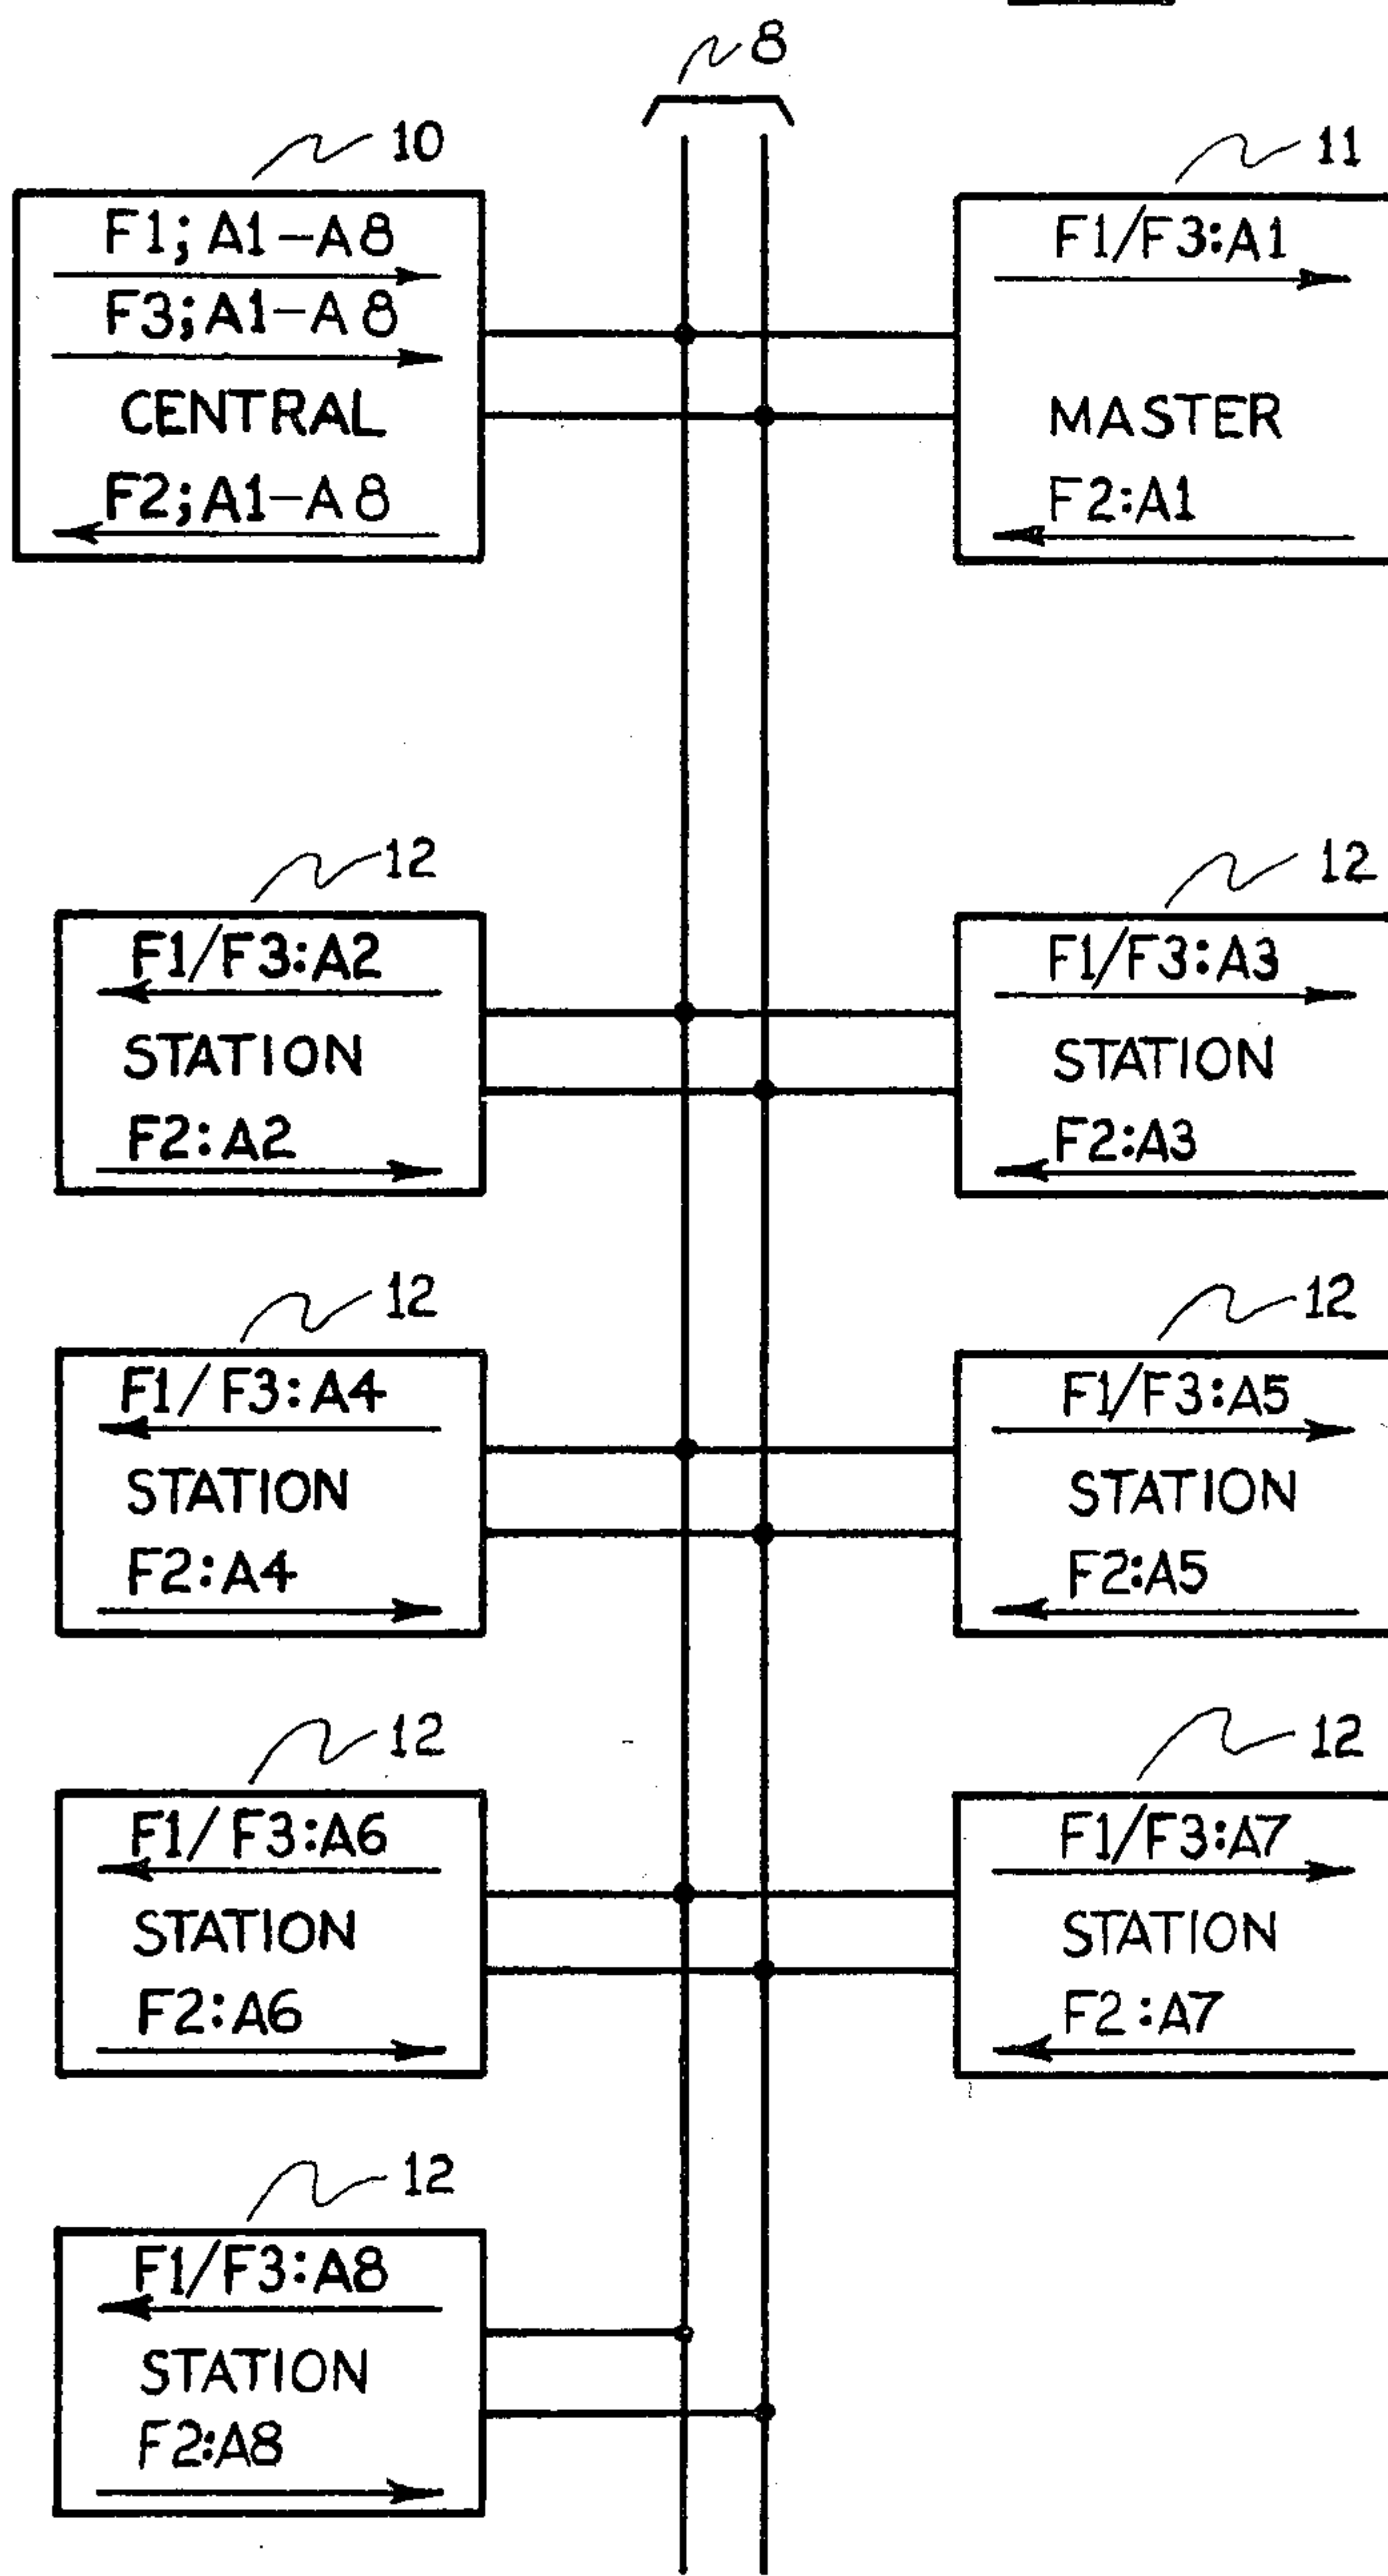 8
10
F1;A1-A8
F3;A1-A8
CENTRAL
F2;A1-A8
11
F1/F3:A1
MASTER
F2:A1
12
F1/F3:A2
STATION
F2:A2
12
F1/F3:A3
STATION
F2:A3
12
F1/F3:A4
STATION
F2:A4
12
F1/F3:A5
STATION
F2:A5
12
F1/F3:A6
STATION
F2:A6
12
F1/F3:A7
STATION
F2:A7
12
F1/F3:A8
STATION
F2:A8